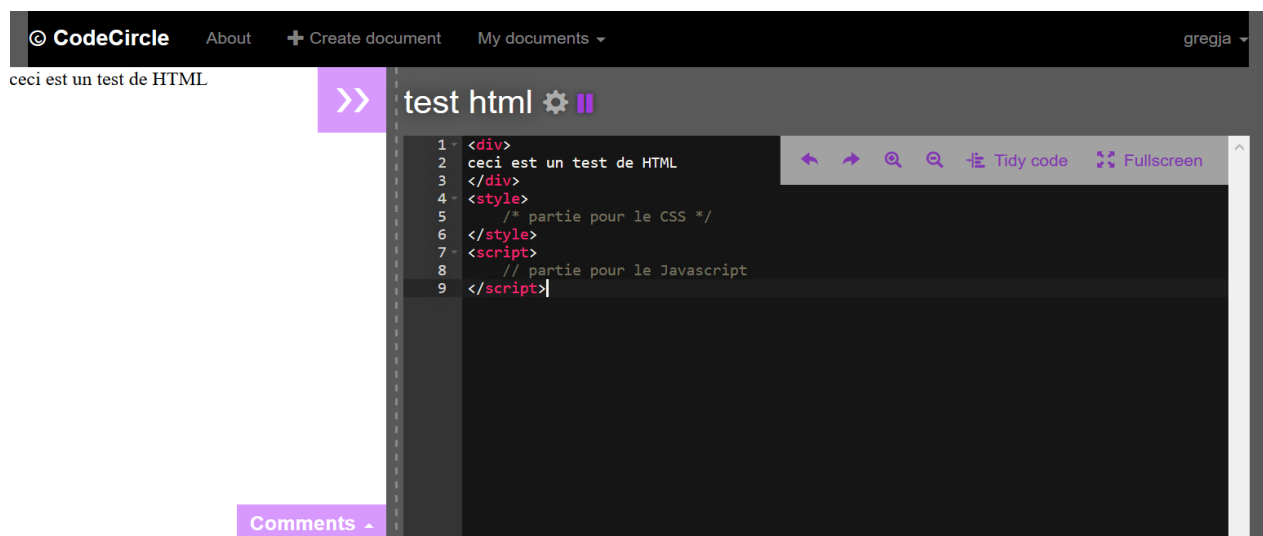 © CodeCircle About Create document My documents gregja
ceci est un test de HTML
test html
Tidy code Fullscreen
1 <div>
2 ceci est un test de HTML
3 </div>
4 <style>
5 /* partie pour le CSS */
6 </style>
7 <script>
8 // partie pour le Javascript
9 </script>
Comments